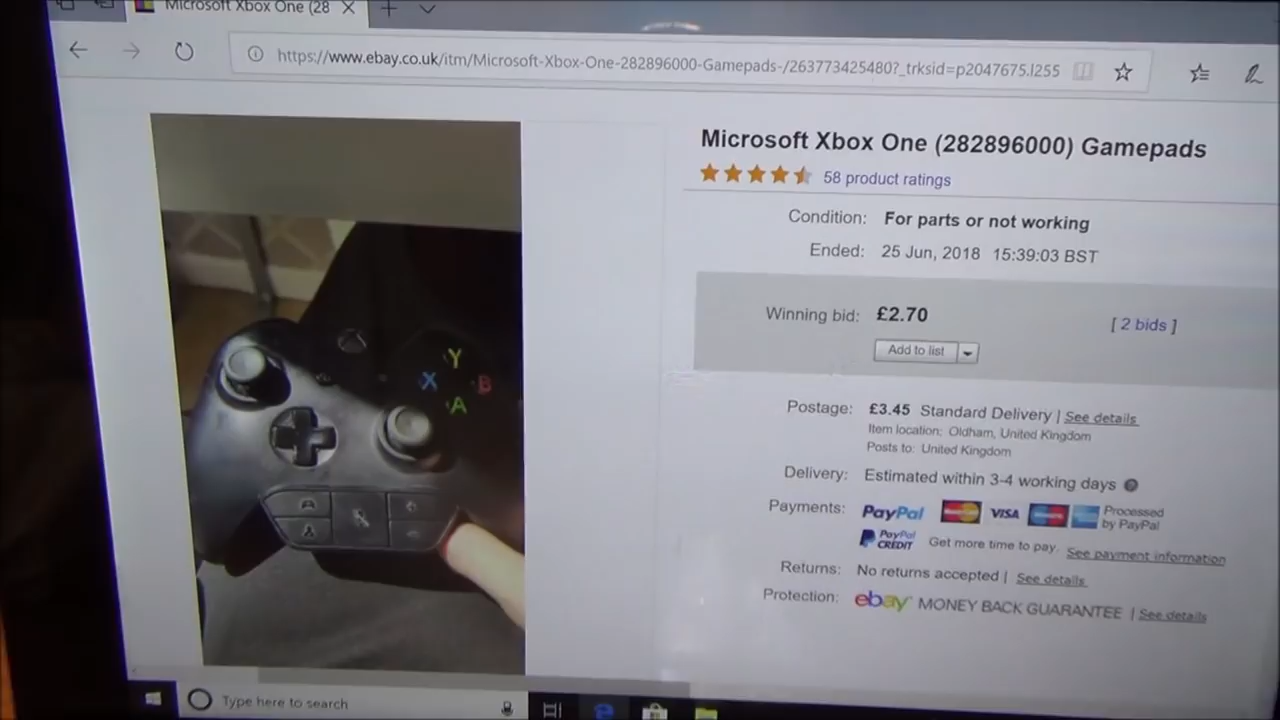 Microsoft Xbox One (28
https://www.ebay.co.uk/itm/Microsoft-Xbox-One-282896000-Gamepads-/263773425480?_trksid=p2047675.l255
Microsoft Xbox One (282896000) Gamepads
58 product ratings
Condition: For parts or not working
Ended: 25 Jun, 2018 15:39:03 BST
Winning bid: £2.70 [ 2 bids ]
Add to list
Y
X B
A
Postage: £3.45 Standard Delivery | See details
Item location: Oldham, United Kingdom
Posts to: United Kingdom
Delivery: Estimated within 3-4 working days
Payments: PayPal VISA Processed
by PayPal
PayPal
CREDIT Get more time to pay. See payment information
Returns: No returns accepted | See details
Protection: ebay MONEY BACK GUARANTEE | See details
Type here to search